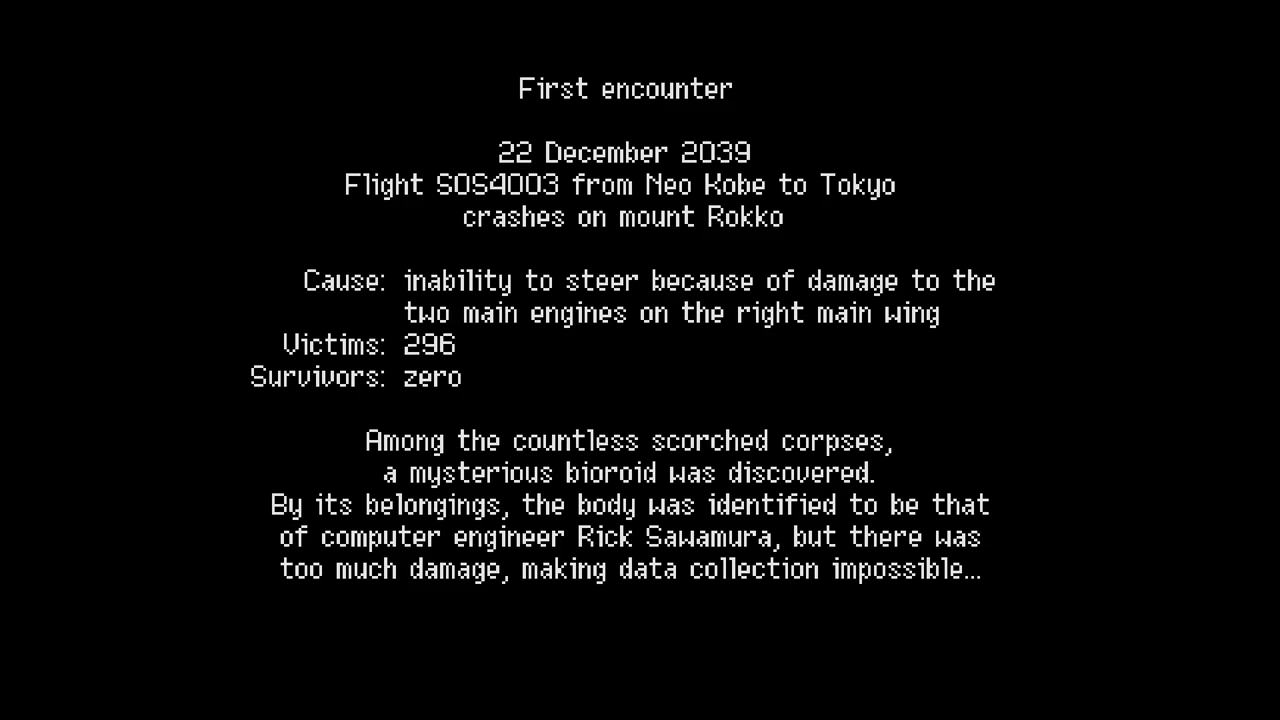 First encounter
22 December 2039
Flight SOS4003 from Neo Kobe to Tokyo
crashes on mount Rokko
Cause: inability to steer because of damage to the
two main engines on the right main wing
Victims: 296
Survivors: zero
Among the countless scorched corpses,
a mysterious bioroid was discovered.
By its belongings, the body was identified to be that
of computer engineer Rick Sawamura, but there was
too much damage, making data collection impossible...